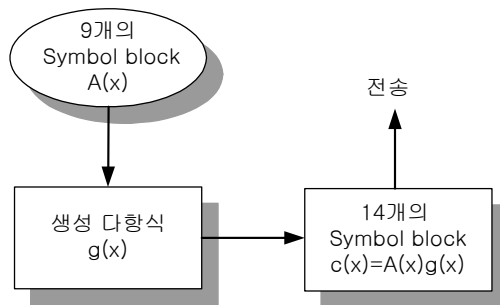 9개의
Symbol block
A(x)
전송
생성 다항식
g(x)
14개의
Symbol block
c(x)=A(x)g(x)